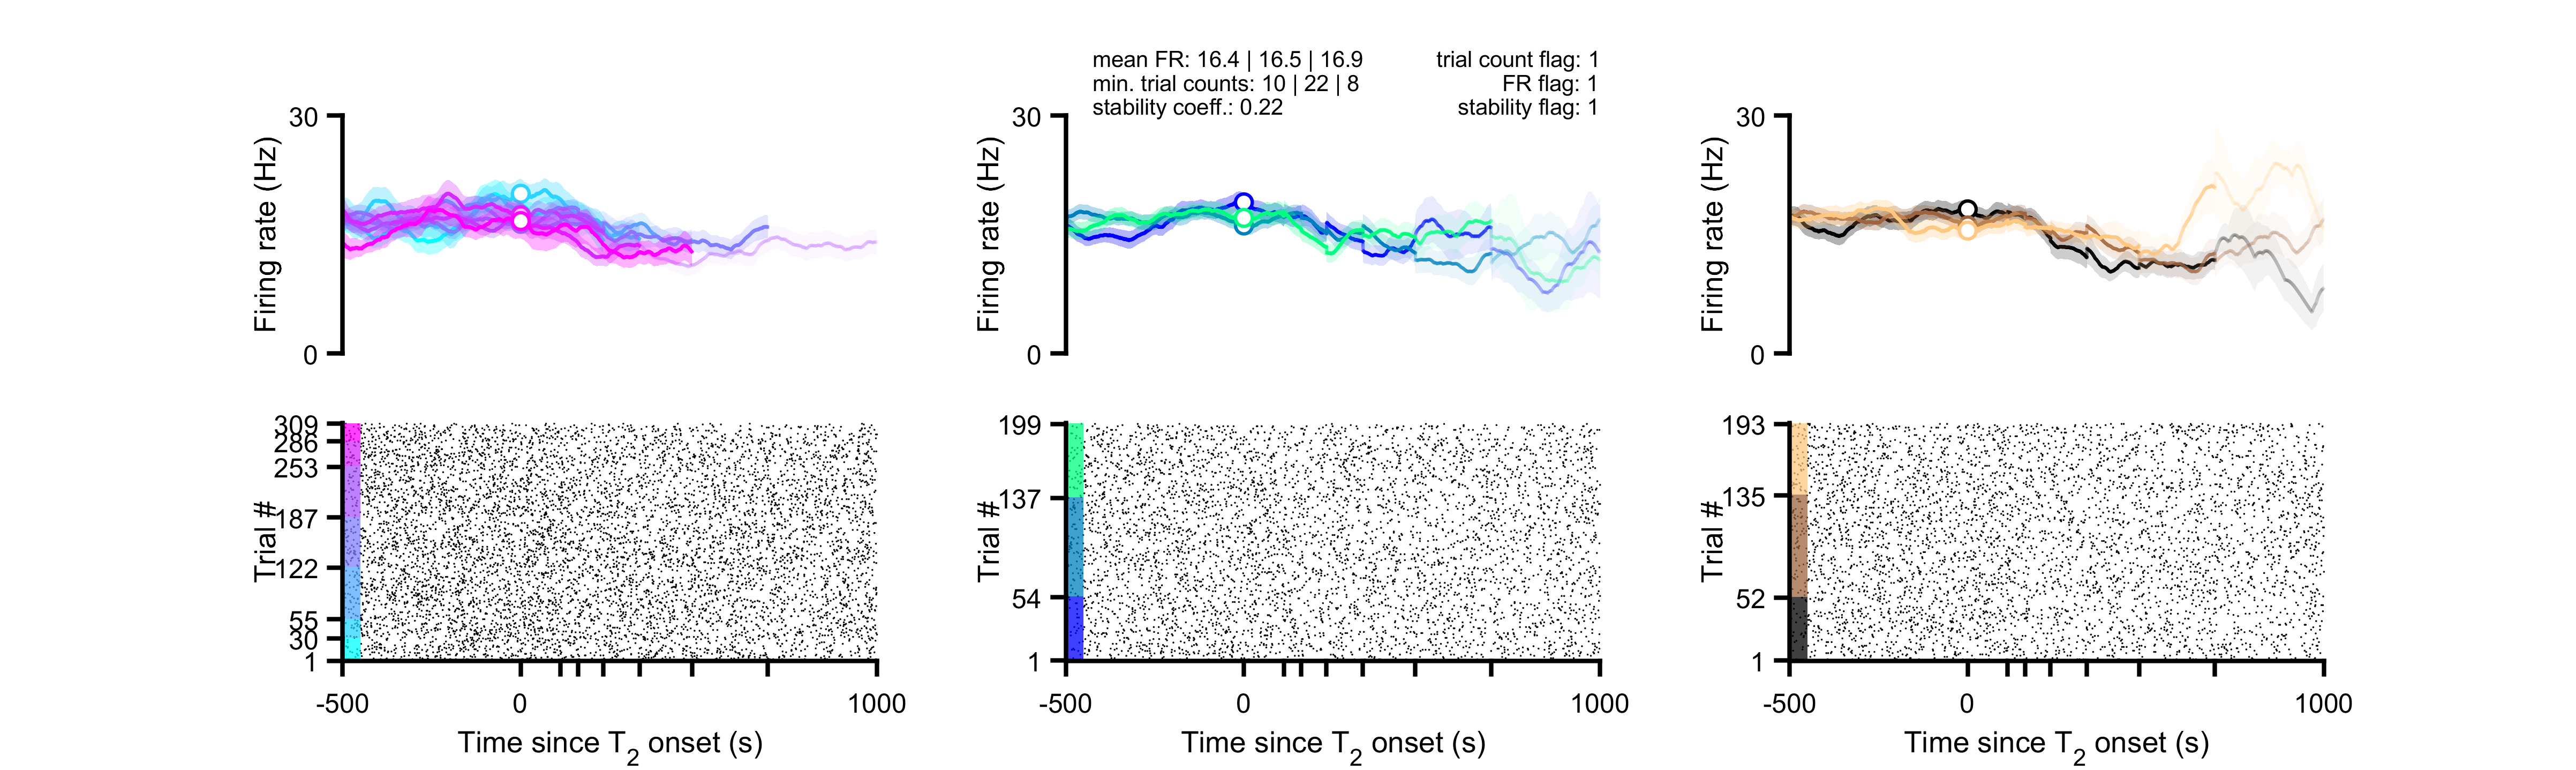 mean FR: 16.4 | 16.5 | 16.9
min. trial counts: 10 | 22 | 8
stability coeff.: 0.22
trial count flag: 1
FR flag: 1
stability flag: 1
30
Firing rate (Hz)
0
30
Firing rate (Hz)
0
30
Firing rate (Hz)
0
309
286
253
187
122
55
30
1
Trial #
-500
0
1000
Time since T2 onset (s)
199
137
54
1
Trial #
-500
0
1000
Time since T2 onset (s)
193
135
52
1
Trial #
-500
0
1000
Time since T2 onset (s)